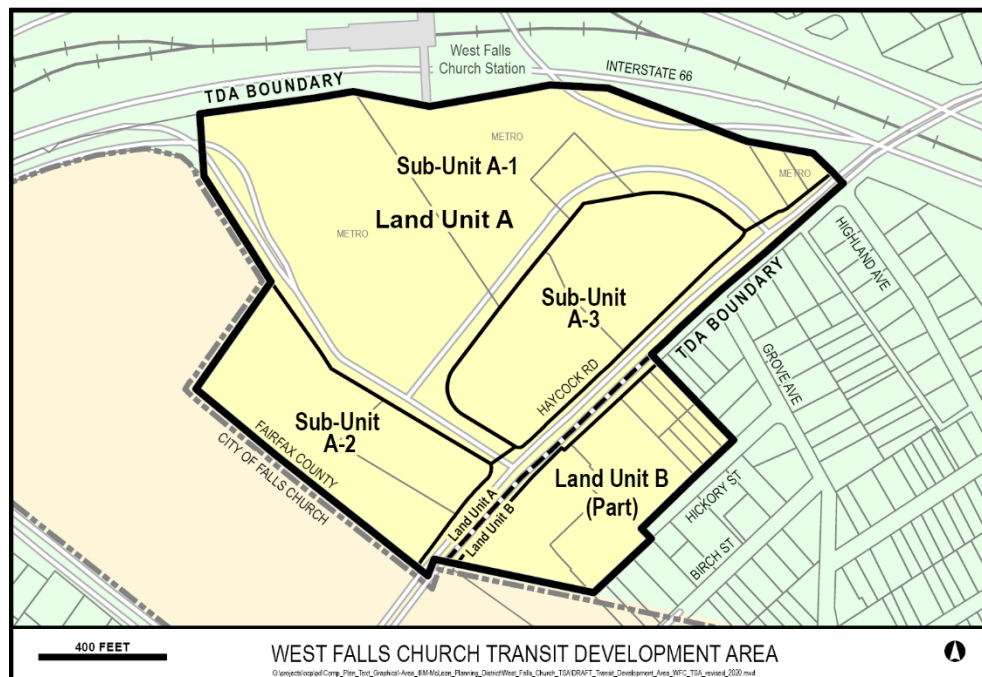 West Falls
Church Station
INTERSTATE 66
TDA BOUNDARY
METRO
Sub-Unit A-1
METRO
Land Unit A
METRO
HIGHLAND AVE
Sub-Unit
A-3
TDA BOUNDARY
HAYCOCK RD
GROVE AVE
Sub-Unit
A-2
FAIRFAX COUNTY
CITY OF FALLS CHURCH
Land Unit B
(Part)
HICKORY ST
Land Unit A
Land Unit B
BIRCH ST
400 FEET
WEST FALLS CHURCH TRANSIT DEVELOPMENT AREA